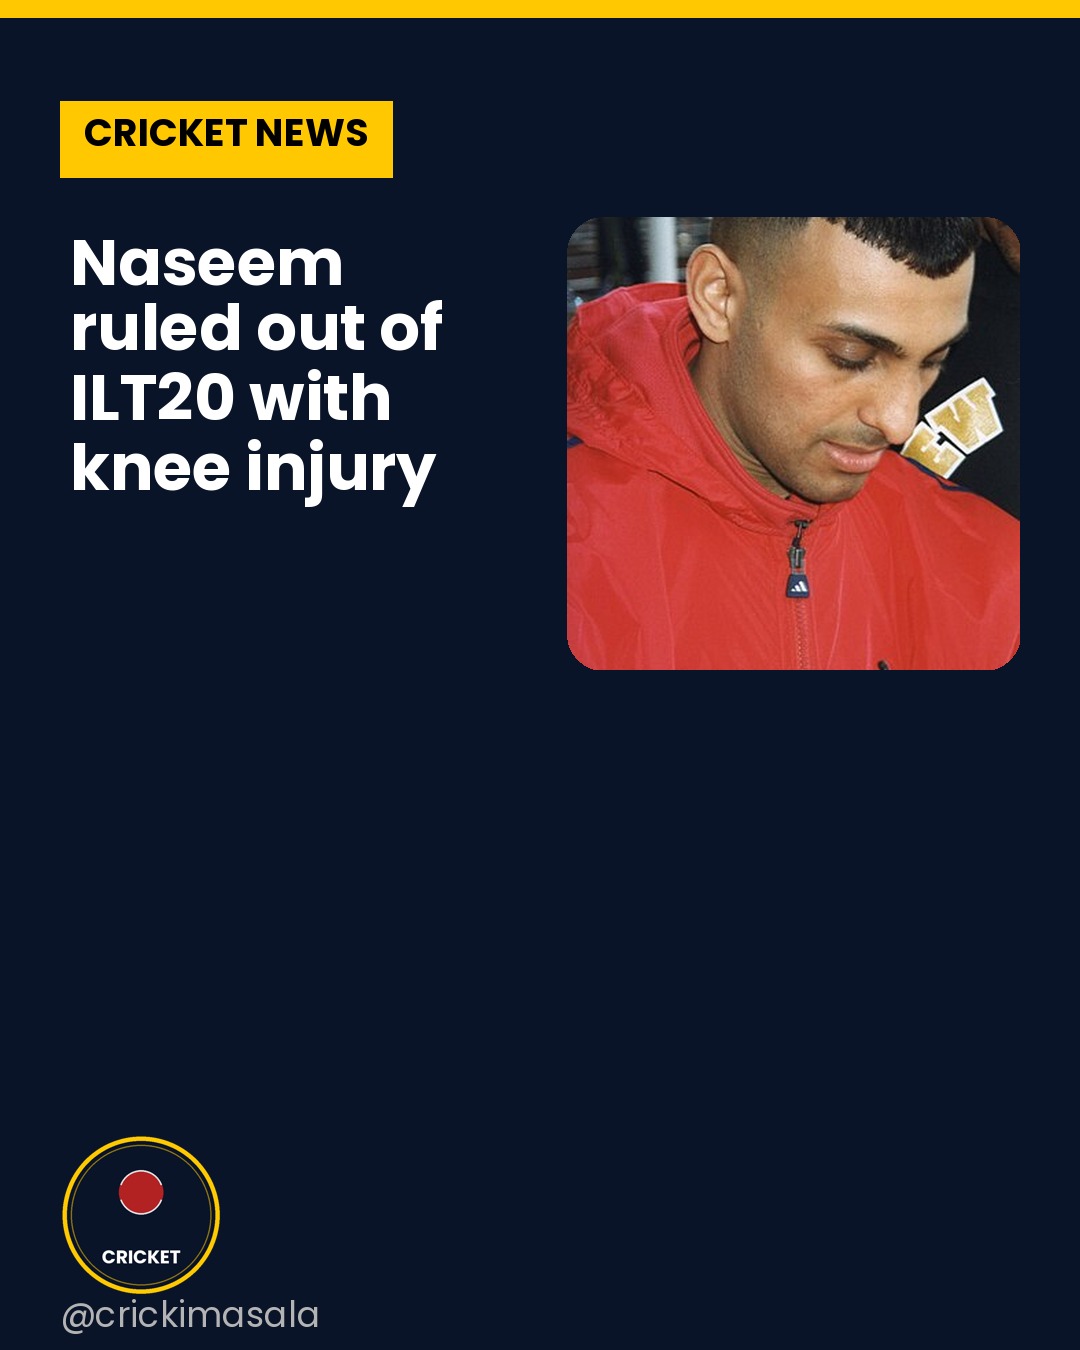 CRICKET NEWS
Naseem
ruled out of
ILT20 with
knee injury
CRICKET
@crickimasala